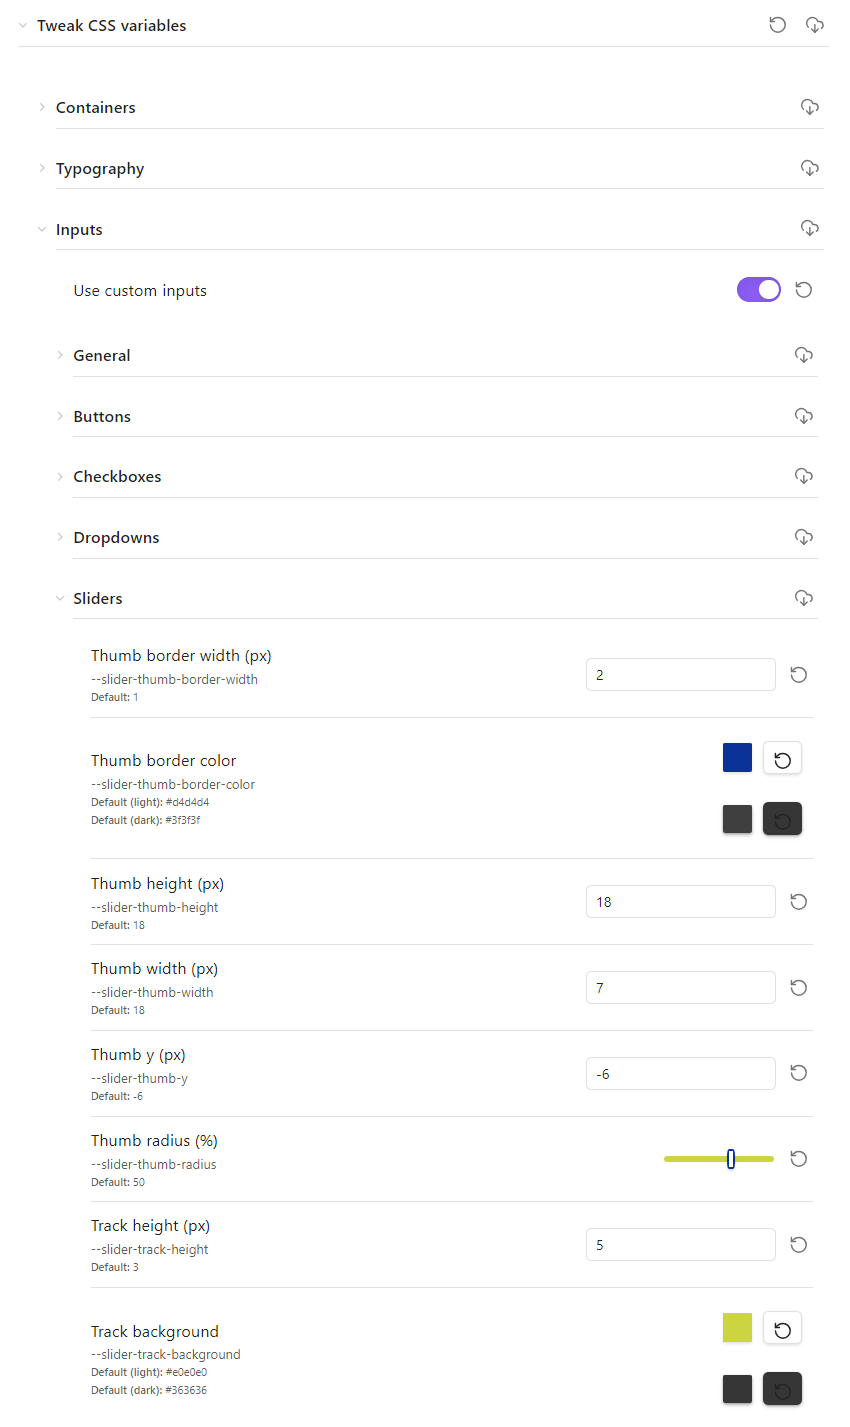 Tweak CSS variables
Containers
Typography
Inputs
Use custom inputs
General
Buttons
Checkboxes
Dropdowns
Sliders
Thumb border width (px)
--slider-thumb-border-width
Default: 1
2
Thumb border color
--slider-thumb-border-color
Default (light): #d4d4d4
Default (dark): #3f3f3f
Thumb height (px)
--slider-thumb-height
Default: 18
18
Thumb width (px)
--slider-thumb-width
Default: 18
7
Thumb y (px)
--slider-thumb-y
Default: -6
-6
Thumb radius (%)
--slider-thumb-radius
Default: 50
Track height (px)
--slider-track-height
Default: 3
5
Track background
--slider-track-background
Default (light): #e0e0e0
Default (dark): #363636